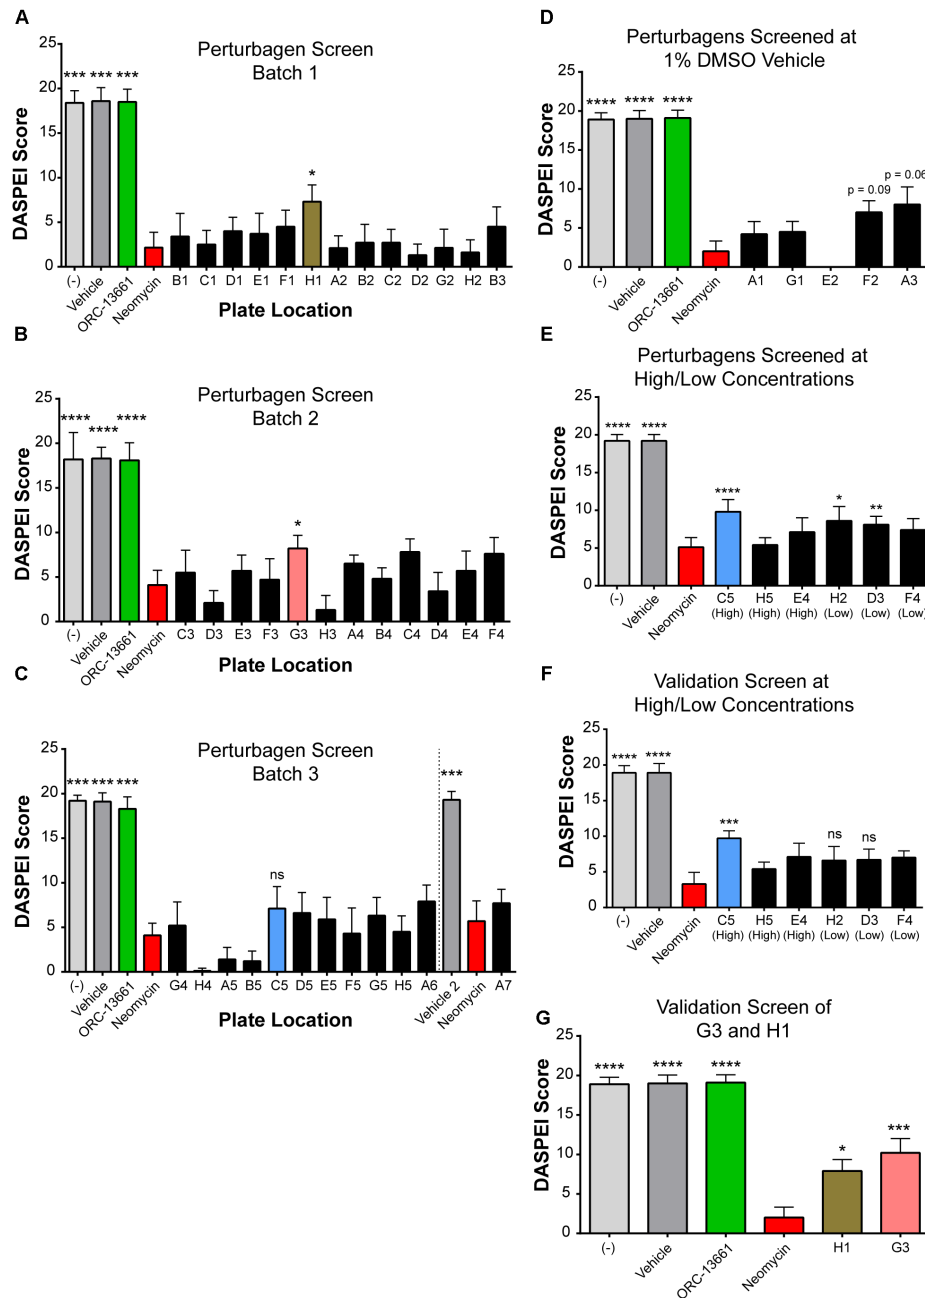 A
Perturbagen Screen
Batch 1
DASPEI Score
25
20
15
10
5
0
*** *** ***
*
(-) Vehicle ORC-13661 Neomycin B1 C1 D1 E1 F1 H1 A2 B2 C2 D2 G2 H2 B3
Plate Location
B
Perturbagen Screen
Batch 2
DASPEI Score
25
20
15
10
5
0
**** **** ****
*
(-) Vehicle ORC-13661 Neomycin C3 D3 E3 F3 G3 H3 A4 B4 C4 D4 E4 F4
Plate Location
C
Perturbagen Screen
Batch 3
DASPEI Score
25
20
15
10
5
0
*** *** ***
ns
***
(-) Vehicle ORC-13661 Neomycin G4 H4 A5 B5 C5 D5 E5 F5 G5 H5 A6 Vehicle 2 Neomycin A7
Plate Location
D
Perturbagens Screened at
1% DMSO Vehicle
DASPEI Score
25
20
15
10
5
0
**** **** ****
p = 0.09
p = 0.06
(-) Vehicle ORC-13661 Neomycin A1 G1 E2 F2 A3
E
Perturbagens Screened at
High/Low Concentrations
DASPEI Score
25
20
15
10
5
0
**** ****
**** * **
(-) Vehicle Neomycin C5 H5 E4 H2 D3 F4
(High) (High) (High) (Low) (Low) (Low)
F
Validation Screen at
High/Low Concentrations
DASPEI Score
25
20
15
10
5
0
**** ****
*** ns ns
(-) Vehicle Neomycin C5 H5 E4 H2 D3 F4
(High) (High) (High) (Low) (Low) (Low)
G
Validation Screen of
G3 and H1
DASPEI Score
25
20
15
10
5
0
**** **** ****
* ***
(-) Vehicle ORC-13661 Neomycin H1 G3